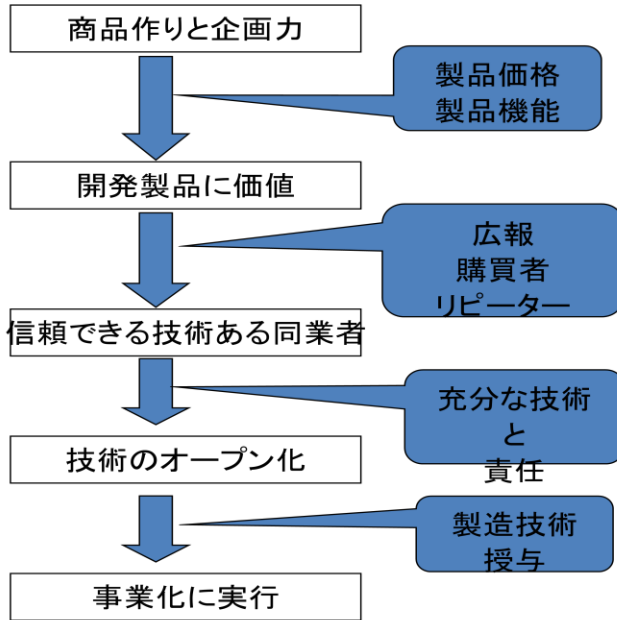 商品作りと企画力
製品価格
製品機能
開発製品に価値
広報
購買者
リピーター
信頼できる技術ある同業者
充分な技術
と
責任
技術のオープン化
製造技術
授与
事業化に実行